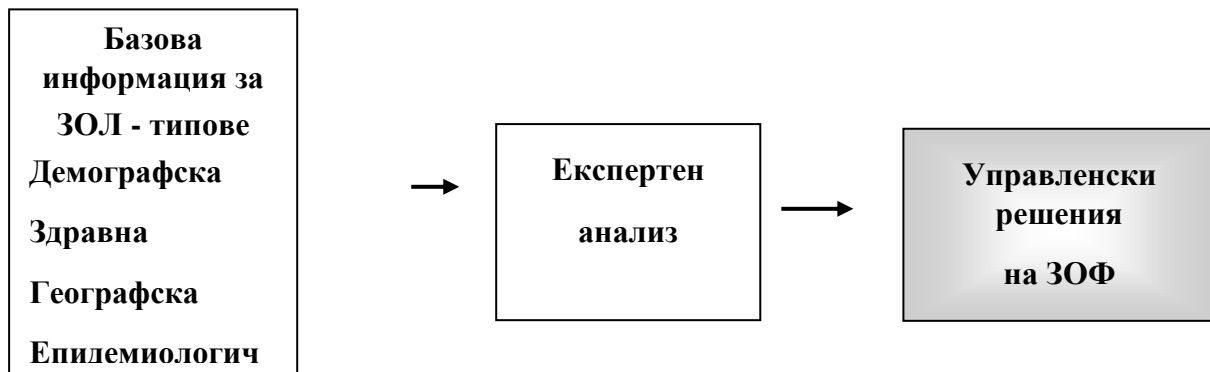 Базова
информация за
ЗОЛ - типове
Демографска
Здравна
Географска
Епидемиологич
Експертен
анализ
Управленски
решения
на ЗОФ